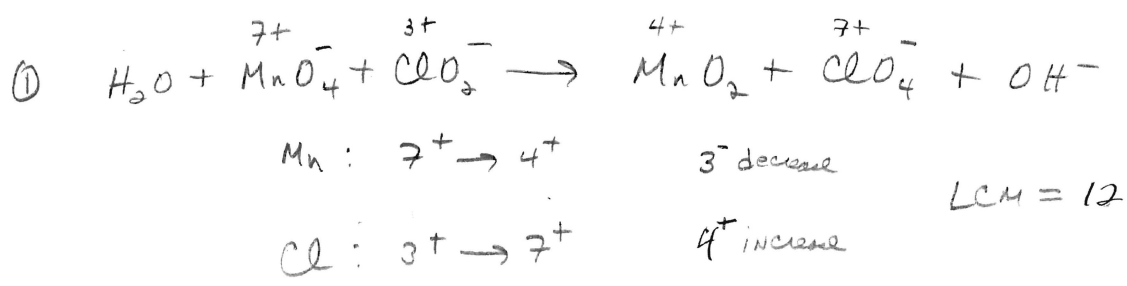 7+ 3+ 4+ 7+
① H₂O + MnO₄⁻ + ClO₂⁻ → MnO₂ + ClO₄⁻ + OH⁻
Mn : 7⁺ → 4⁺ 3⁻ decrease
LCM = 12
Cl : 3⁺ → 7⁺ 4⁺ increase